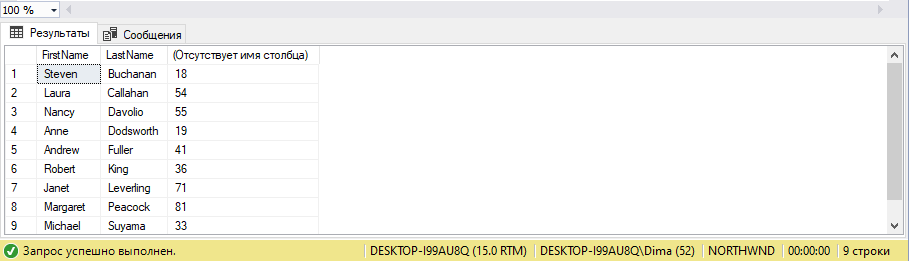 100 %
Результаты Сообщения
FirstName LastName (Отсутствует имя столбца)
1 Steven Buchanan 18
2 Laura Callahan 54
3 Nancy Davolio 55
4 Anne Dodsworth 19
5 Andrew Fuller 41
6 Robert King 36
7 Janet Leverling 71
8 Margaret Peacock 81
9 Michael Suyama 33
Запрос успешно выполнен. DESKTOP-I99AU8Q (15.0 RTM) DESKTOP-I99AU8Q\Dima (52) NORTHWND 00:00:00 9 строки